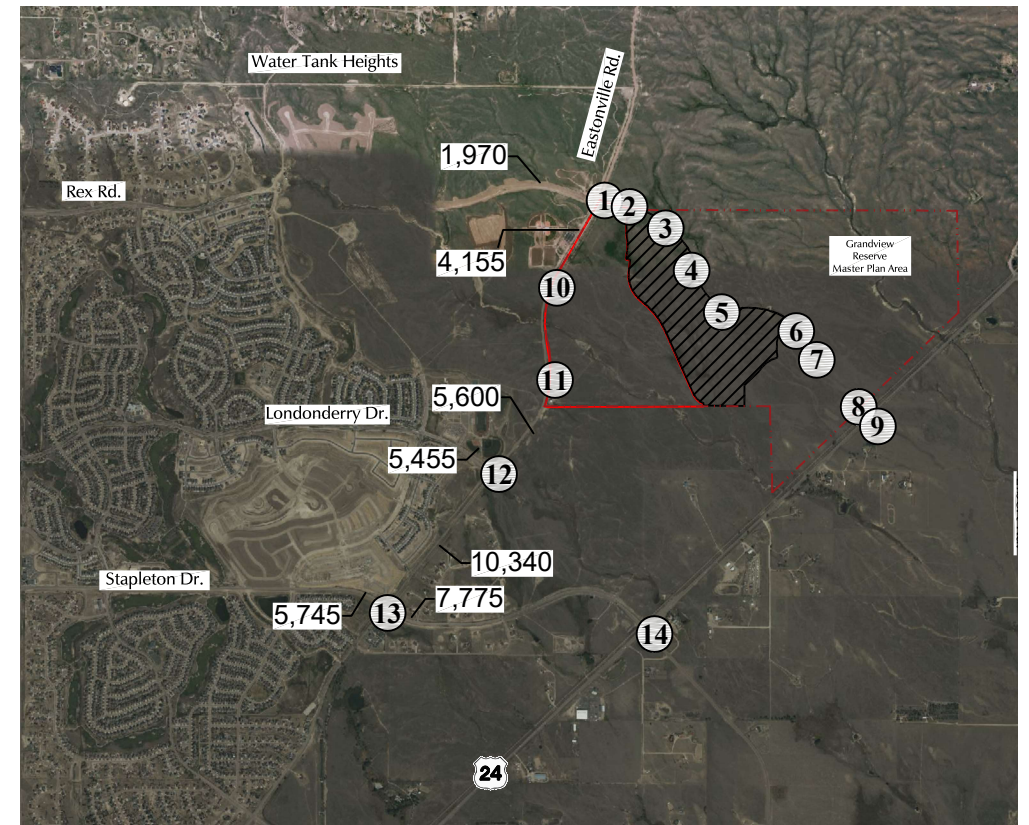 Water Tank Heights
Eastonville Rd.
1,970
Rex Rd.
1
2
3
4,155
Grandview
Reserve
Master Plan Area
4
10
5
6
7
11
5,600
8
9
Londonderry Dr.
5,455
12
10,340
Stapleton Dr.
7,775
5,745
13
14
24